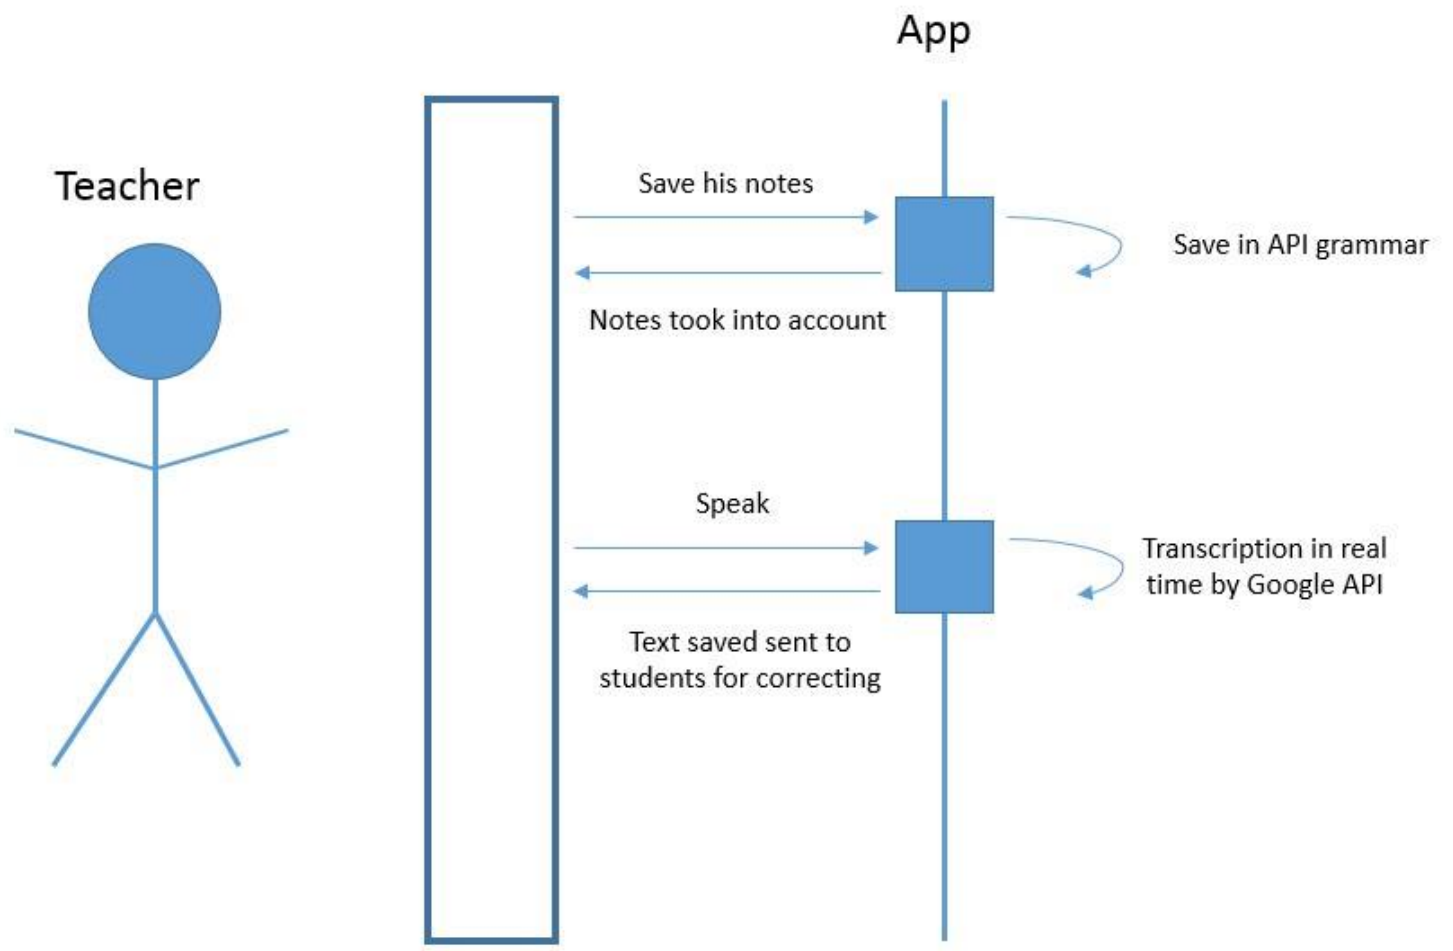 App
Teacher
Save his notes
Save in API grammar
Notes took into account
Speak
Transcription in real
time by Google API
Text saved sent to
students for correcting